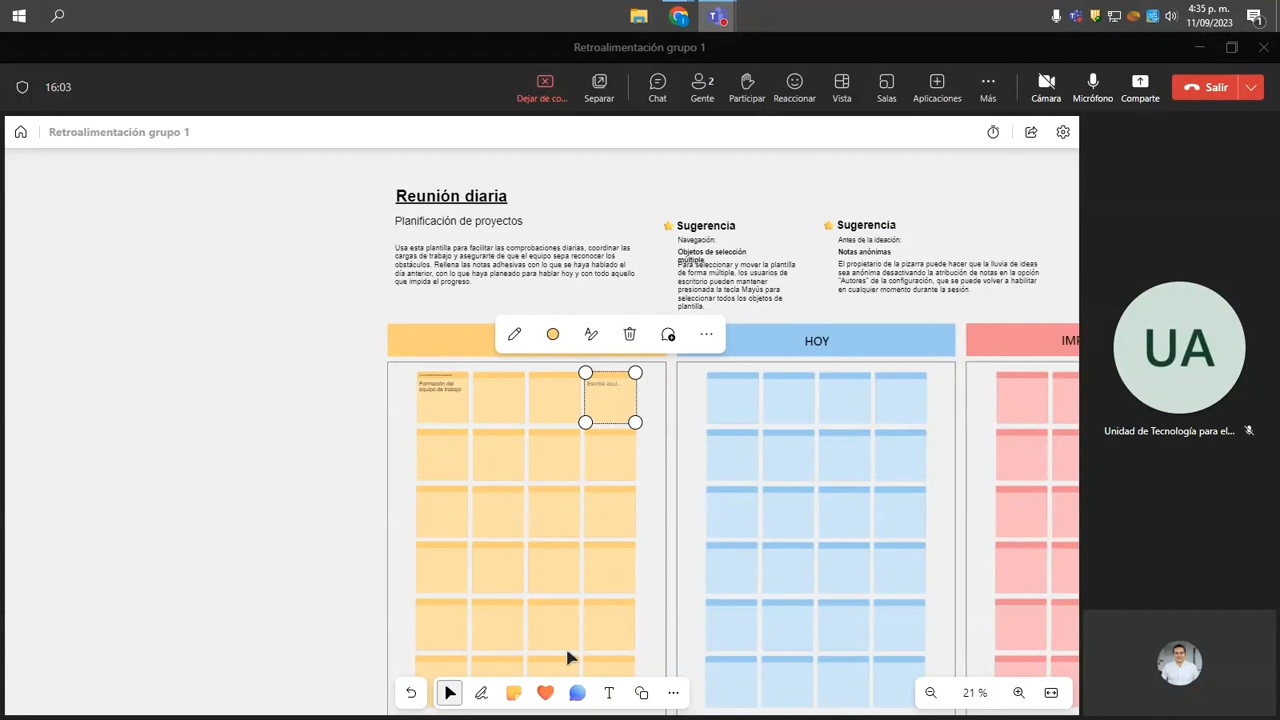 4:35 p. m.
11/09/2023
1
Retroalimentación grupo 1
16:03
Dejar de co...
Separar
Chat
2
Gente
Participar
Reaccionar
Vista
Salas
Aplicaciones
Más
Cámara
Micrófono
Comparte
Salir
Retroalimentación grupo 1
Reunión diaria
Planificación de proyectos
Usa esta plantilla para facilitar las comprobaciones diarias, coordinar las
cargas de trabajo y asegurarte de que el equipo sepa reconocer los
obstáculos. Rellena las notas adhesivas con lo que se haya hablado el
día anterior, con lo que haya planeado para hablar hoy y con todo aquello
que impida el progreso.
Sugerencia
Navegación:
Objetos de selección
múltiple
Para seleccionar y mover la plantilla
de forma múltiple, los usuarios de
escritorio pueden mantener
presionada la tecla Mayús para
seleccionar todos los objetos de
plantilla.
Sugerencia
Antes de la ideación:
Notas anónimas
El propietario de la pizarra puede hacer que la lluvia de ideas
sea anónima desactivando la atribución de notas en la opción
"Autores" de la configuración, que se puede volver a habilitar
en cualquier momento durante la sesión.
HOY
IMP
Formación del
equipo de trabajo
Escribe aquí...
UA
Unidad de Tecnología para el...
21 %